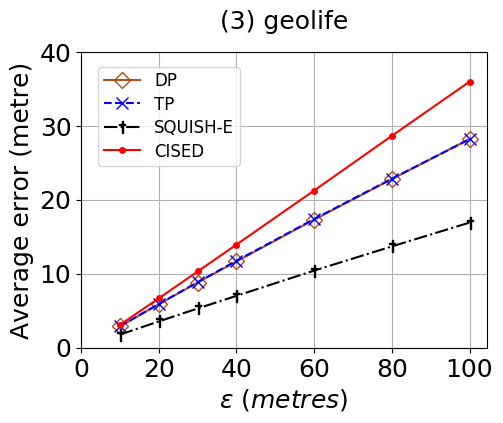 (3) geolife
Average error (metre)
40
30
20
10
0
DP
TP
SQUISH-E
CISED
0 20 40 60 80 100
ε (metres)